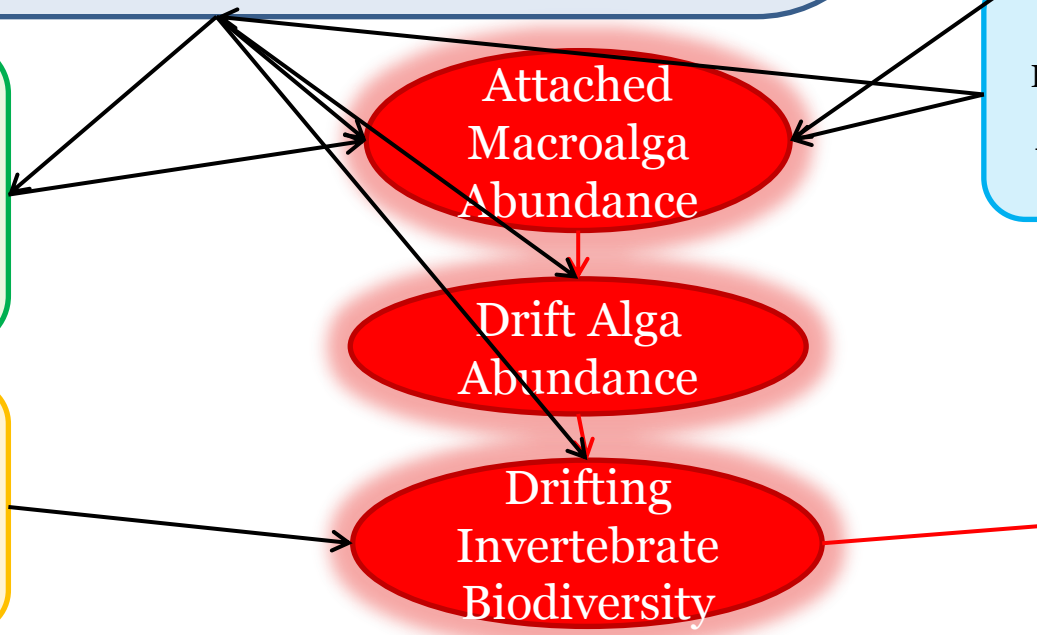 Attached
Macroalga
Abundance
Drift Alga
Abundance
Drifting
Invertebrate
Biodiversity